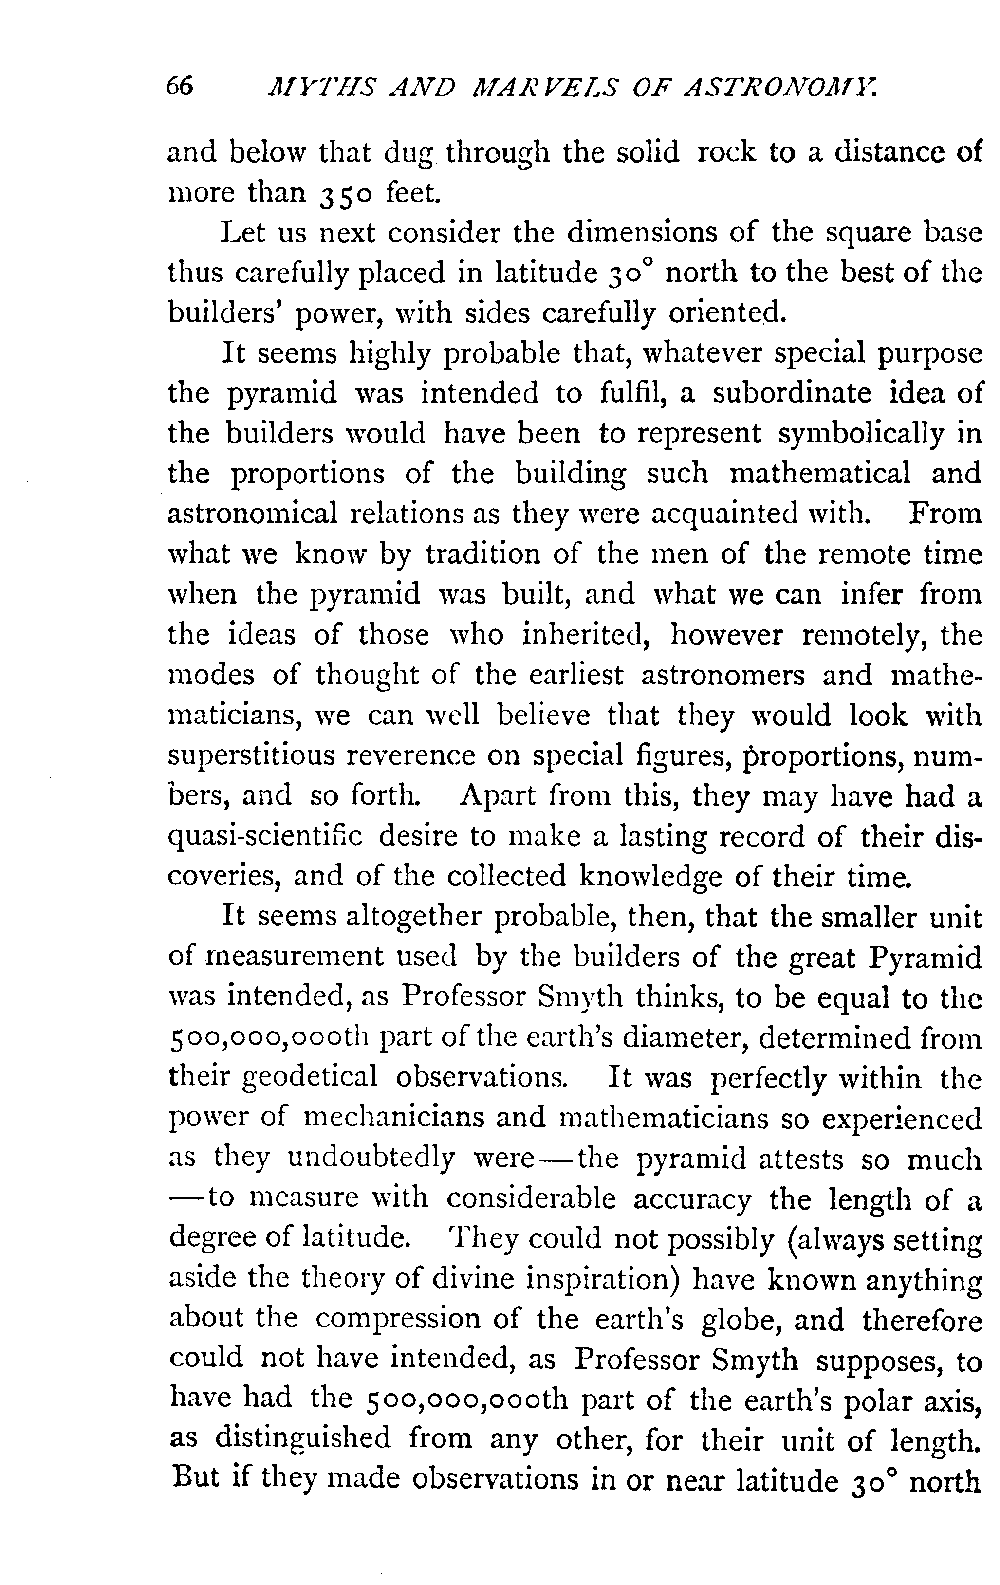 66 MYTHS AND MARVELS OF ASTRONOMY.
and below that dug through the solid rock to a distance of
more than 350 feet.
Let us next consider the dimensions of the square base
thus carefully placed in latitude 30° north to the best of the
builders' power, with sides carefully oriented.
It seems highly probable that, whatever special purpose
the pyramid was intended to fulfil, a subordinate idea of
the builders would have been to represent symbolically in
the proportions of the building such mathematical and
astronomical relations as they were acquainted with. From
what we know by tradition of the men of the remote time
when the pyramid was built, and what we can infer from
the ideas of those who inherited, however remotely, the
modes of thought of the earliest astronomers and mathe-
maticians, we can well believe that they would look with
superstitious reverence on special figures, proportions, num-
bers, and so forth. Apart from this, they may have had a
quasi-scientific desire to make a lasting record of their dis-
coveries, and of the collected knowledge of their time.
It seems altogether probable, then, that the smaller unit
of measurement used by the builders of the great Pyramid
was intended, as Professor Smyth thinks, to be equal to the
500,000,000th part of the earth's diameter, determined from
their geodetical observations. It was perfectly within the
power of mechanicians and mathematicians so experienced
as they undoubtedly were—the pyramid attests so much
—to measure with considerable accuracy the length of a
degree of latitude. They could not possibly (always setting
aside the theory of divine inspiration) have known anything
about the compression of the earth's globe, and therefore
could not have intended, as Professor Smyth supposes, to
have had the 500,000,000th part of the earth's polar axis,
as distinguished from any other, for their unit of length.
But if they made observations in or near latitude 30° north